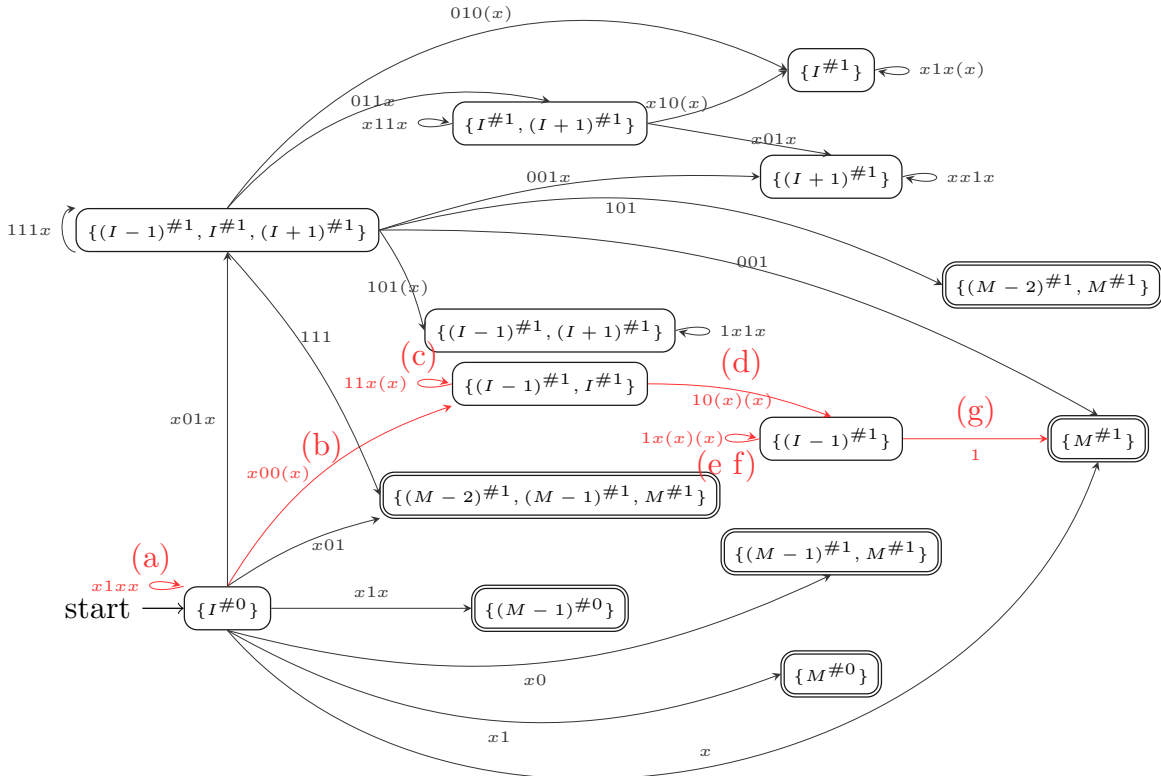 010(x)
{I#1}
x1x(x)
011x
x10(x)
x11x
{I#1, (I + 1)#1}
x01x
001x
{(I + 1)#1}
xx1x
101
111x
{(I − 1)#1, I#1, (I + 1)#1}
001
{(M − 2)#1, M#1}
101(x)
{(I − 1)#1, (I + 1)#1}
1x1x
111
(c)
(d)
11x(x)
{(I − 1)#1, I#1}
10(x)(x)
x01x
(b)
(g)
1x(x)(x)
{(I − 1)#1}
{M#1}
1
(e f)
x00(x)
{(M − 2)#1, (M − 1)#1, M#1}
x01
{(M − 1)#1, M#1}
(a)
x1xx
x1x
start
{I#0}
{(M − 1)#0}
x0
{M#0}
x1
x